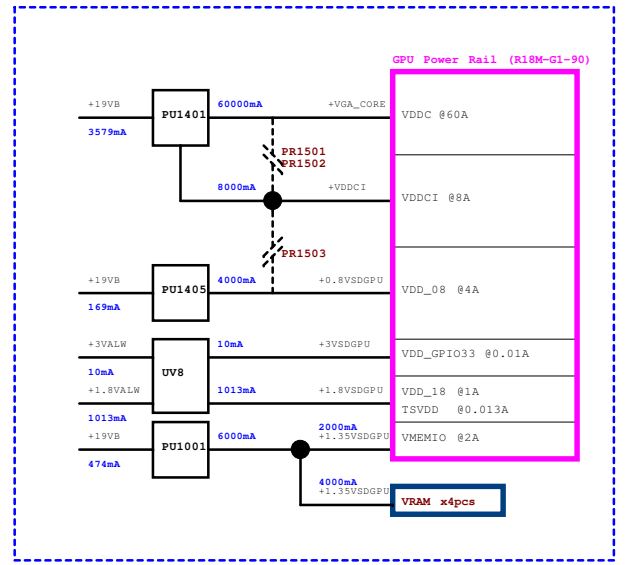 GPU Power Rail (R18M-G1-90)
+19VB
3579mA
PU1401
60000mA
+VGA_CORE
VDDC @60A
PR1501
PR1502
8000mA
+VDDCI
VDDCI @8A
PR1503
+19VB
169mA
PU1405
4000mA
+0.8VSDGPU
VDD_08 @4A
+3VALW
10mA
UV8
10mA
+3VSDGPU
VDD_GPIO33 @0.01A
+1.8VALW
1013mA
1013mA
+1.8VSDGPU
VDD_18 @1A
TSVDD @0.013A
+19VB
474mA
PU1001
6000mA
2000mA
+1.35VSDGPU
VMEMIO @2A
4000mA
+1.35VSDGPU
VRAM x4pcs